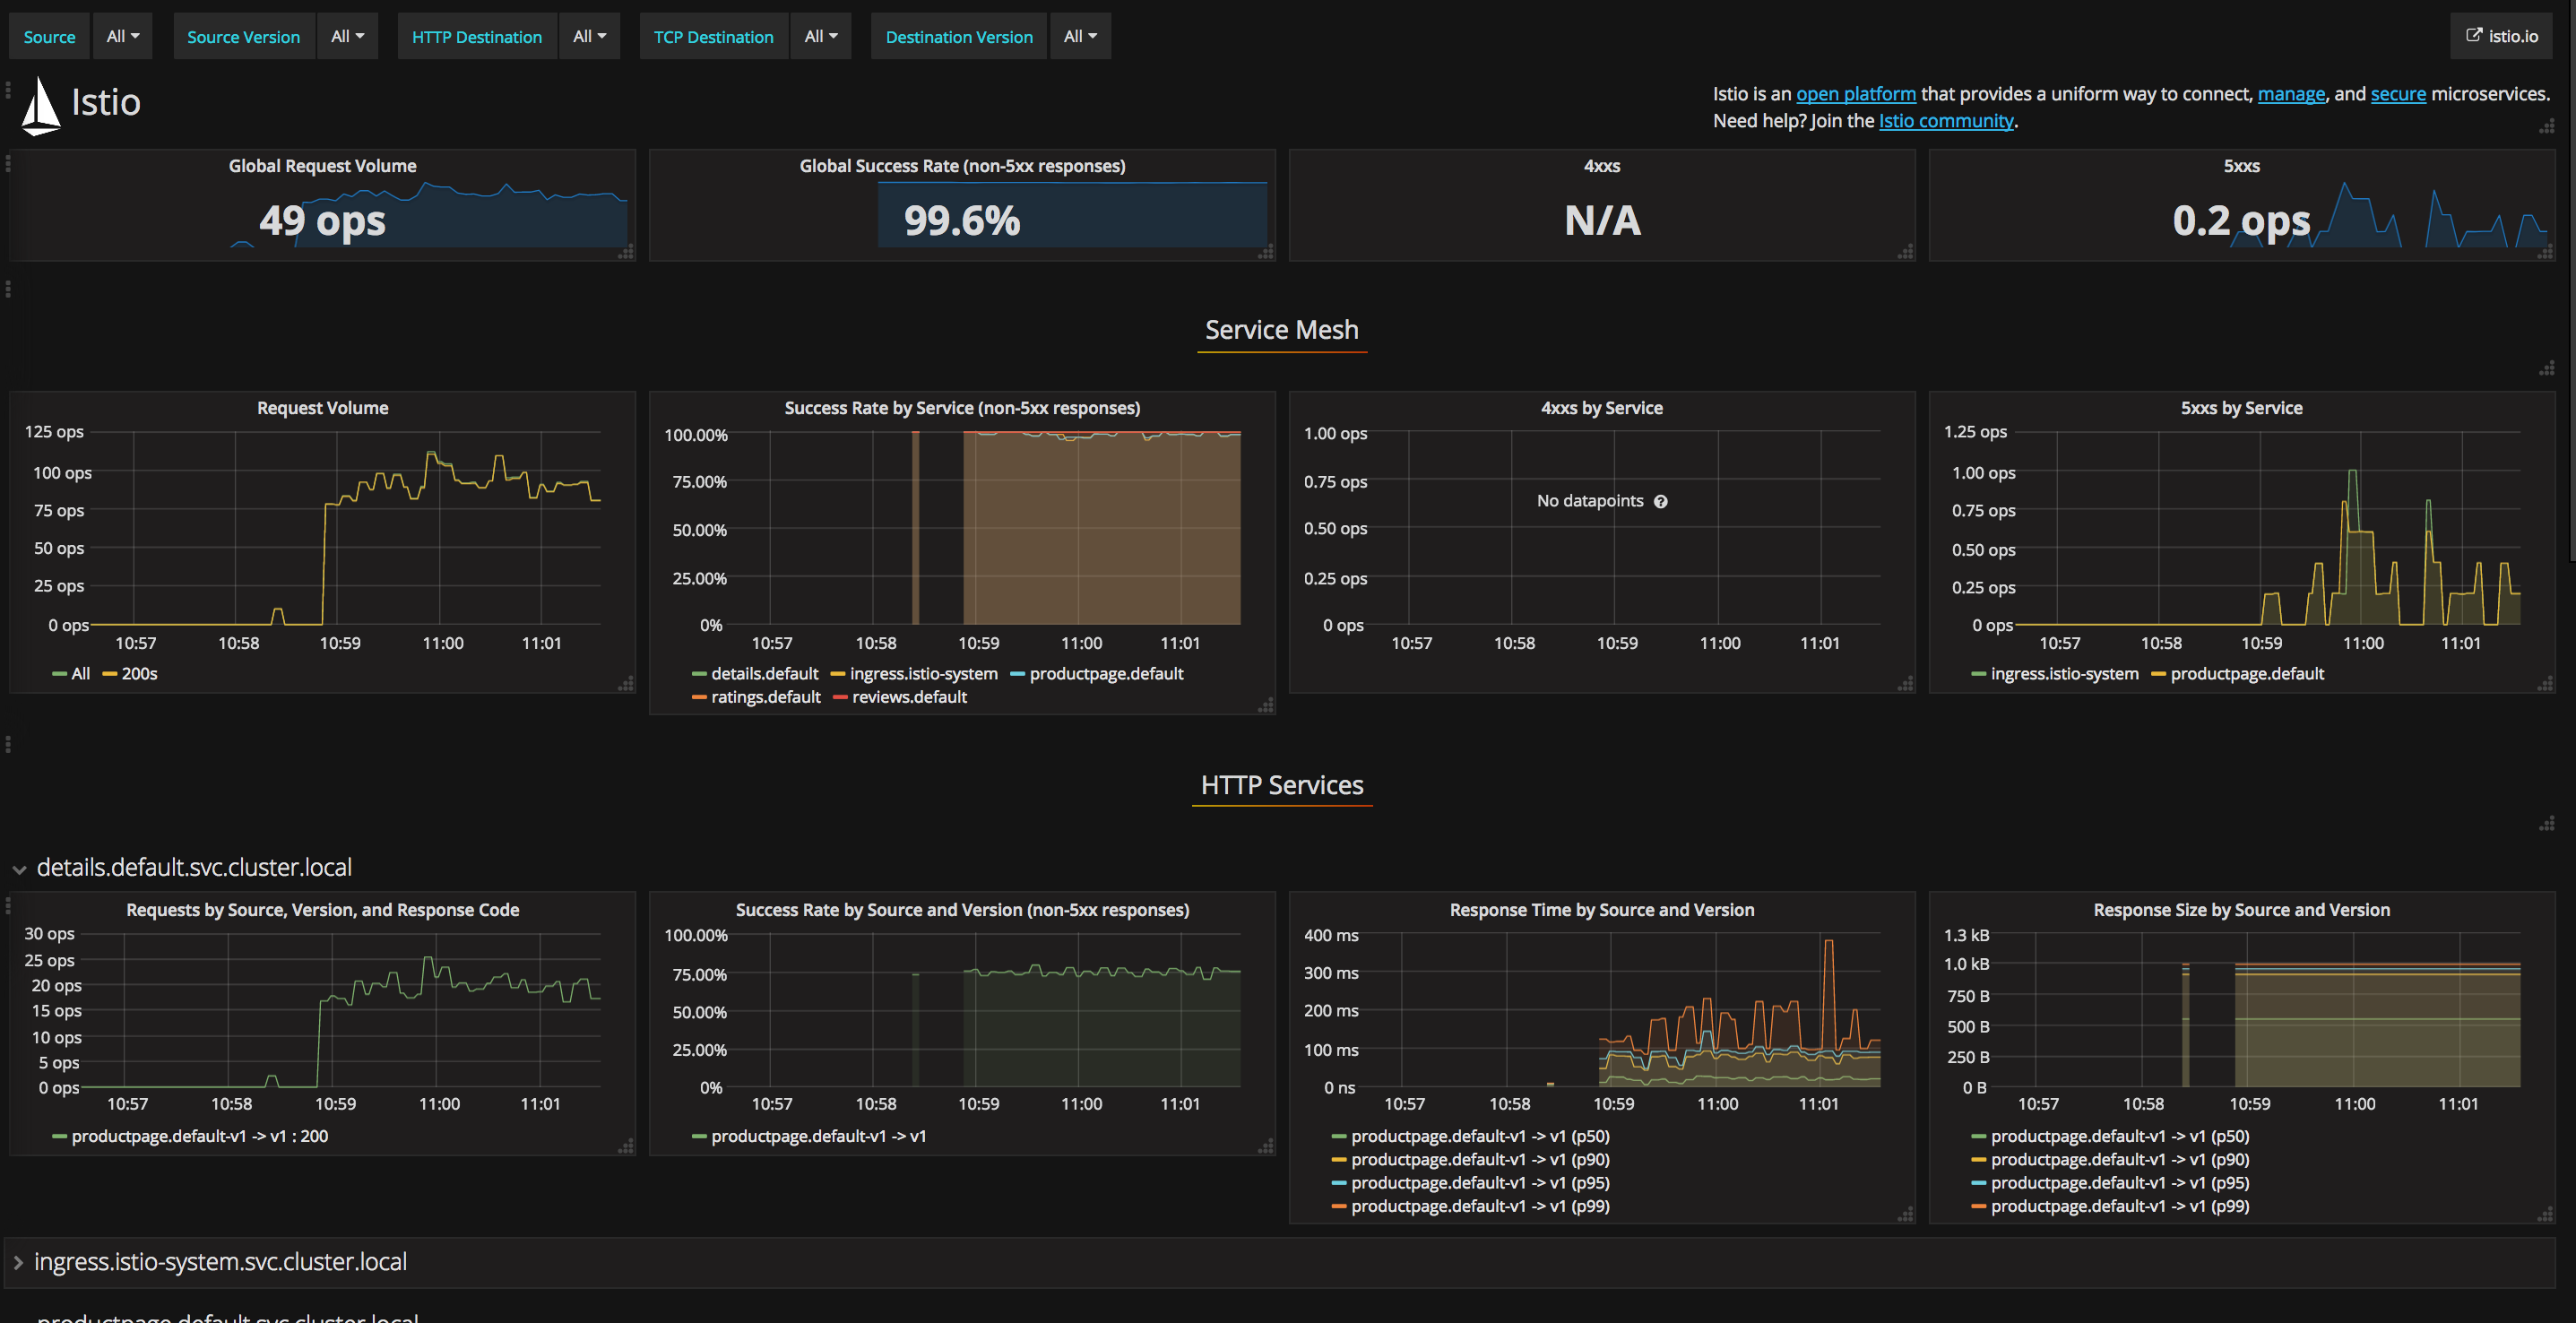 Source All Source Version All HTTP Destination All TCP Destination All Destination Version All istio.io
Istio
Istio is an open platform that provides a uniform way to connect, manage, and secure microservices.
Need help? Join the Istio community.
Global Request Volume
49 ops
Global Success Rate (non-5xx responses)
99.6%
4xxs
N/A
5xxs
0.2 ops
Service Mesh
Request Volume
125 ops
100 ops
75 ops
50 ops
25 ops
0 ops
10:57 10:58 10:59 11:00 11:01
All 200s
Success Rate by Service (non-5xx responses)
100.00%
75.00%
50.00%
25.00%
0%
10:57 10:58 10:59 11:00 11:01
details.default ingress.istio-system productpage.default
ratings.default reviews.default
4xxs by Service
1.00 ops
0.75 ops
No datapoints ?
0.50 ops
0.25 ops
0 ops
10:57 10:58 10:59 11:00 11:01
5xxs by Service
1.25 ops
1.00 ops
0.75 ops
0.50 ops
0.25 ops
0 ops
10:57 10:58 10:59 11:00 11:01
ingress.istio-system productpage.default
HTTP Services
details.default.svc.cluster.local
Requests by Source, Version, and Response Code
30 ops
25 ops
20 ops
15 ops
10 ops
5 ops
0 ops
10:57 10:58 10:59 11:00 11:01
productpage.default-v1 -> v1 : 200
Success Rate by Source and Version (non-5xx responses)
100.00%
75.00%
50.00%
25.00%
0%
10:57 10:58 10:59 11:00 11:01
productpage.default-v1 -> v1
Response Time by Source and Version
400 ms
300 ms
200 ms
100 ms
0 ns
10:57 10:58 10:59 11:00 11:01
productpage.default-v1 -> v1 (p50)
productpage.default-v1 -> v1 (p90)
productpage.default-v1 -> v1 (p95)
productpage.default-v1 -> v1 (p99)
Response Size by Source and Version
1.3 kB
1.0 kB
750 B
500 B
250 B
0 B
10:57 10:58 10:59 11:00 11:01
productpage.default-v1 -> v1 (p50)
productpage.default-v1 -> v1 (p90)
productpage.default-v1 -> v1 (p95)
productpage.default-v1 -> v1 (p99)
ingress.istio-system.svc.cluster.local
productpage.default.svc.cluster.local